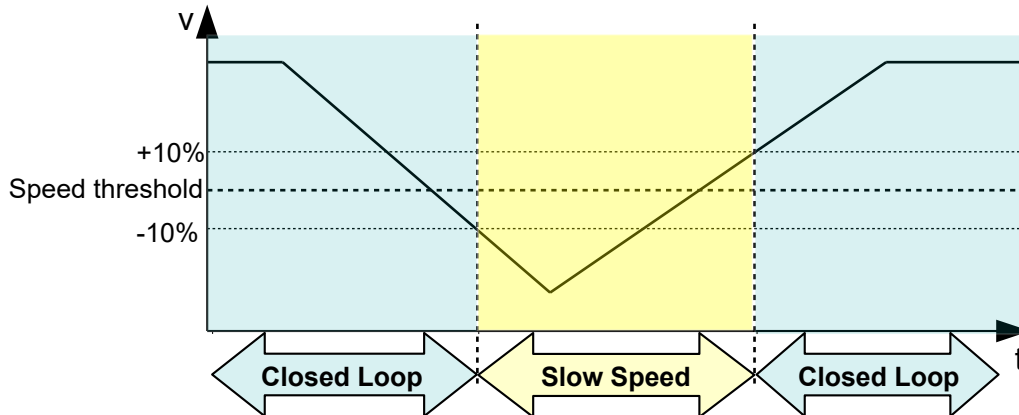 v
+10%
Speed threshold
-10%
t
Closed Loop
Slow Speed
Closed Loop